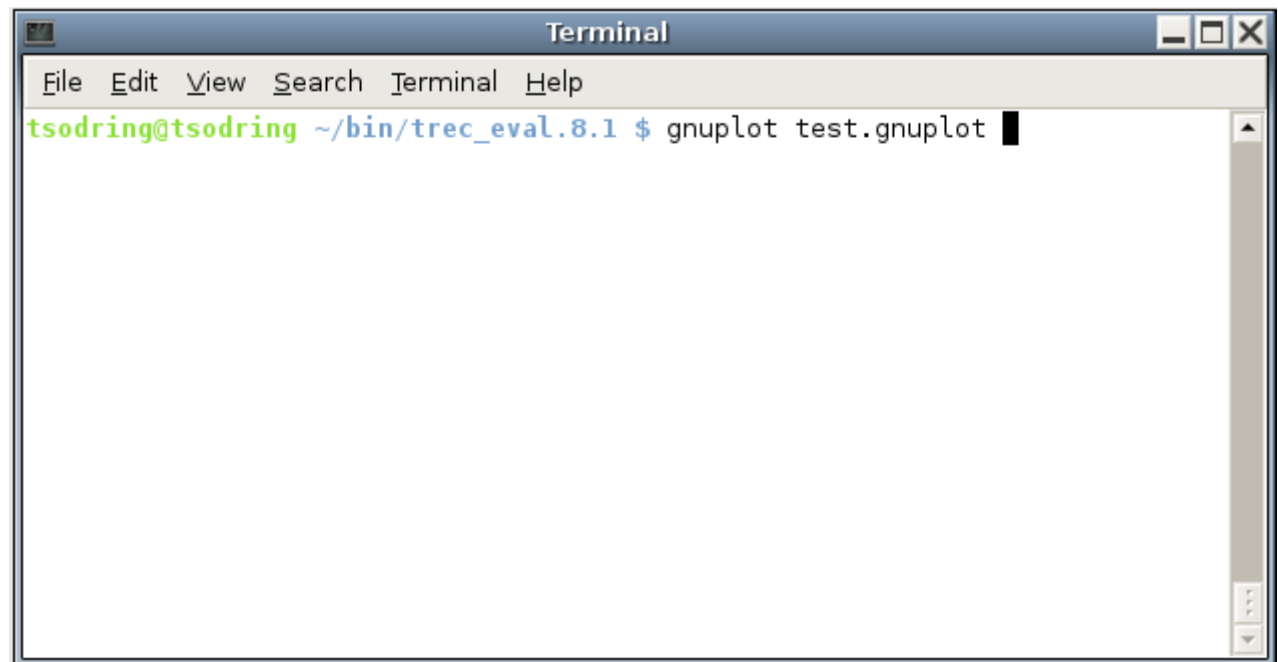 Terminal
File Edit View Search Terminal Help
tsodring@tsodring ~/bin/trec_eval.8.1 $ gnuplot test.gnuplot